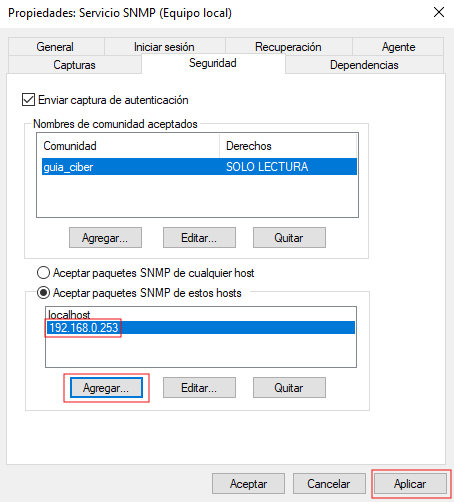 Propiedades: Servicio SNMP (Equipo local)
General Iniciar sesión Recuperación Agente
Capturas Seguridad Dependencias
Enviar captura de autenticación
Nombres de comunidad aceptados
Comunidad Derechos
guia_ciber SOLO LECTURA
Agregar... Editar... Quitar
Aceptar paquetes SNMP de cualquier host
Aceptar paquetes SNMP de estos hosts
localhost
192.168.0.253
Agregar... Editar... Quitar
Aceptar Cancelar Aplicar